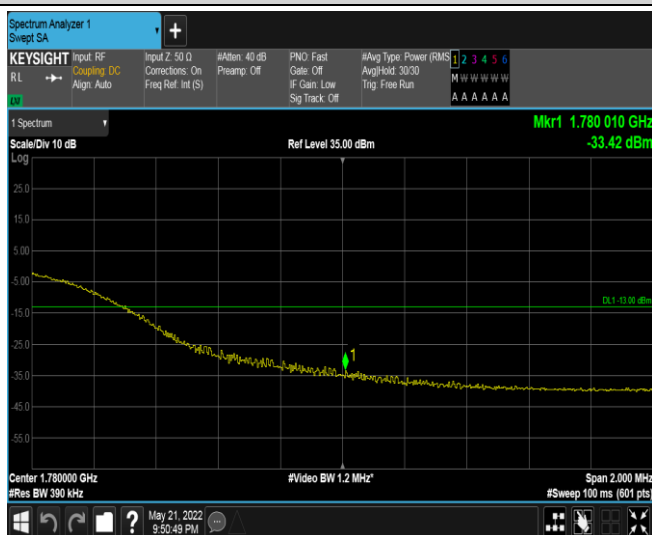 Spectrum Analyzer 1
Swept SA
KEYSIGHT
RL
Input: RF
Coupling: DC
Align: Auto
Input Z: 50 Ω
Corrections: On
Freq Ref: Int (S)
#Atten: 40 dB
Preamp: Off
PNO: Fast
Gate: Off
IF Gain: Low
Sig Track: Off
#Avg Type: Power (RMS
Avg|Hold: 30/30
Trig: Free Run
1 2 3 4 5 6
M W W W W W
A A A A A A
1 Spectrum
Mkr1 1.780 010 GHz
Scale/Div 10 dB
Ref Level 35.00 dBm
-33.42 dBm
Log
25.0
15.0
5.00
-5.00
DL1 -13.00 dBm
-15.0
-25.0
1
-35.0
-45.0
-55.0
Center 1.780000 GHz
#Video BW 1.2 MHz*
Span 2.000 MHz
#Res BW 390 kHz
#Sweep 100 ms (601 pts)
May 21, 2022
9:50:49 PM